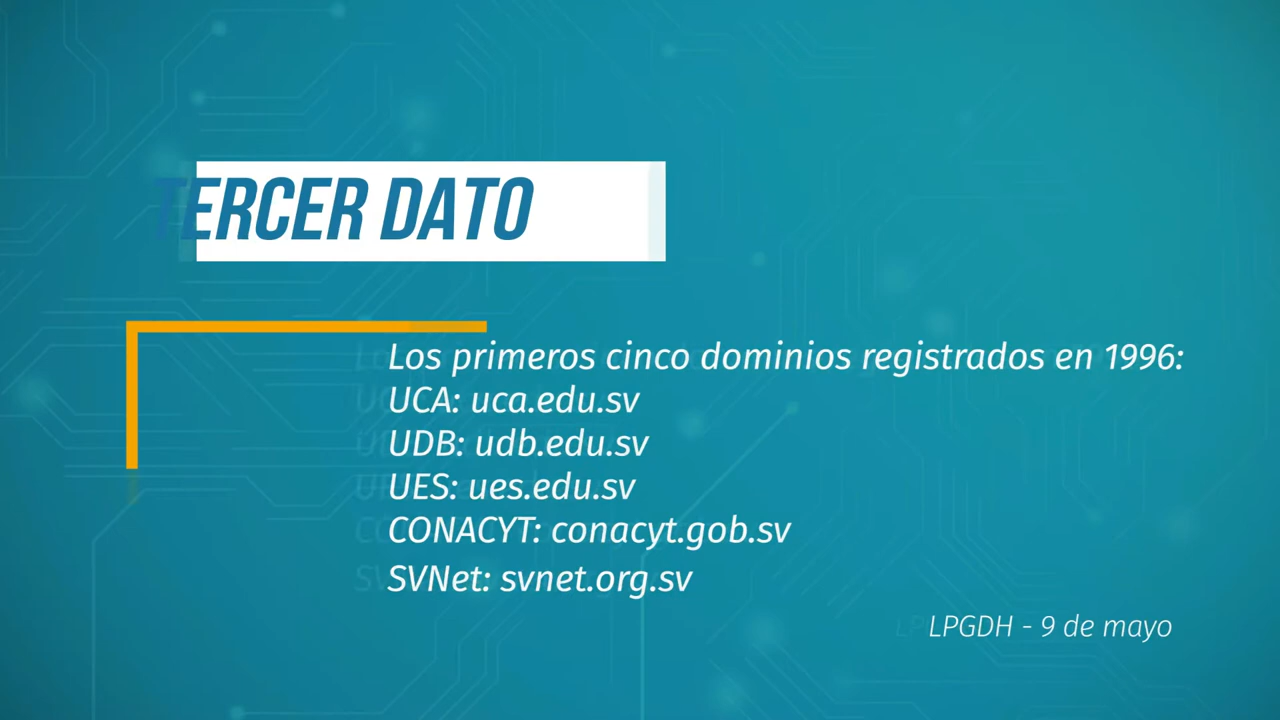 TERCER DATO
Los primeros cinco dominios registrados en 1996:
UCA: uca.edu.sv
UDB: udb.edu.sv
UES: ues.edu.sv
CONACYT: conacyt.gob.sv
SVNet: svnet.org.sv
LPGDH - 9 de mayo